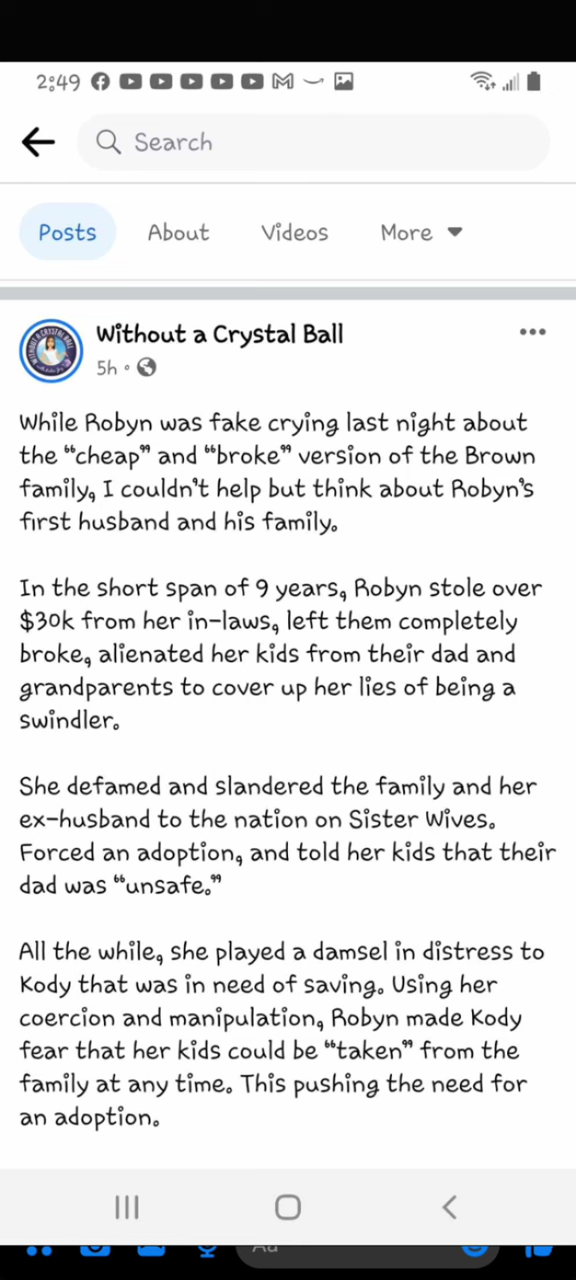 2:49
Search
Posts About Videos More
Without a Crystal Ball
5h
While Robyn was fake crying last night about
the "cheap" and "broke" version of the Brown
family, I couldn't help but think about Robyn's
first husband and his family.
In the short span of 9 years, Robyn stole over
$30k from her in-laws, left them completely
broke, alienated her kids from their dad and
grandparents to cover up her lies of being a
swindler.
She defamed and slandered the family and her
ex-husband to the nation on Sister Wives.
Forced an adoption, and told her kids that their
dad was "unsafe."
All the while, she played a damsel in distress to
Kody that was in need of saving. Using her
coercion and manipulation, Robyn made Kody
fear that her kids could be "taken" from the
family at any time. This pushing the need for
an adoption.
Aa